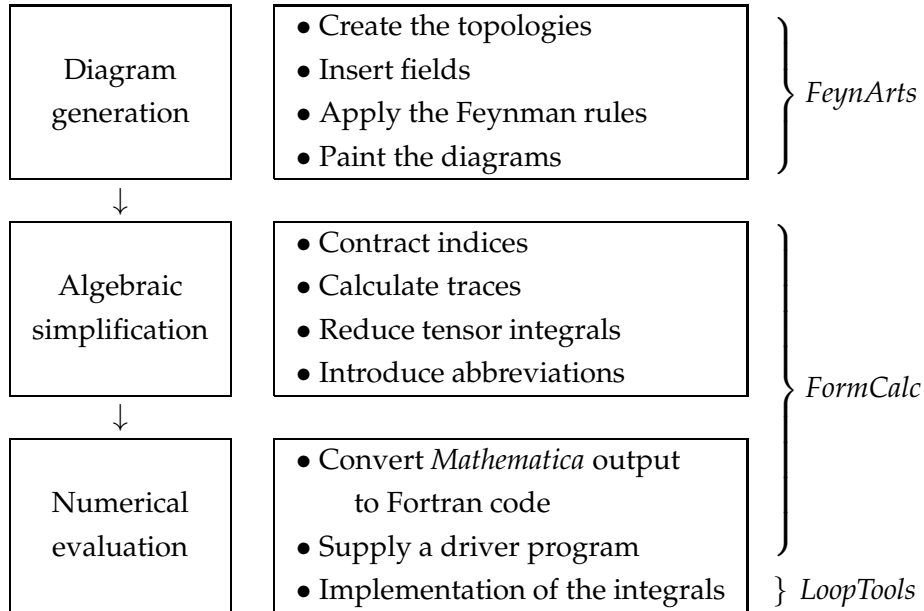 Diagram
generation
• Create the topologies
• Insert fields
• Apply the Feynman rules
• Paint the diagrams
} FeynArts
↓
Algebraic
simplification
• Contract indices
• Calculate traces
• Reduce tensor integrals
• Introduce abbreviations
} FormCalc
↓
Numerical
evaluation
• Convert Mathematica output
to Fortran code
• Supply a driver program
• Implementation of the integrals
} LoopTools